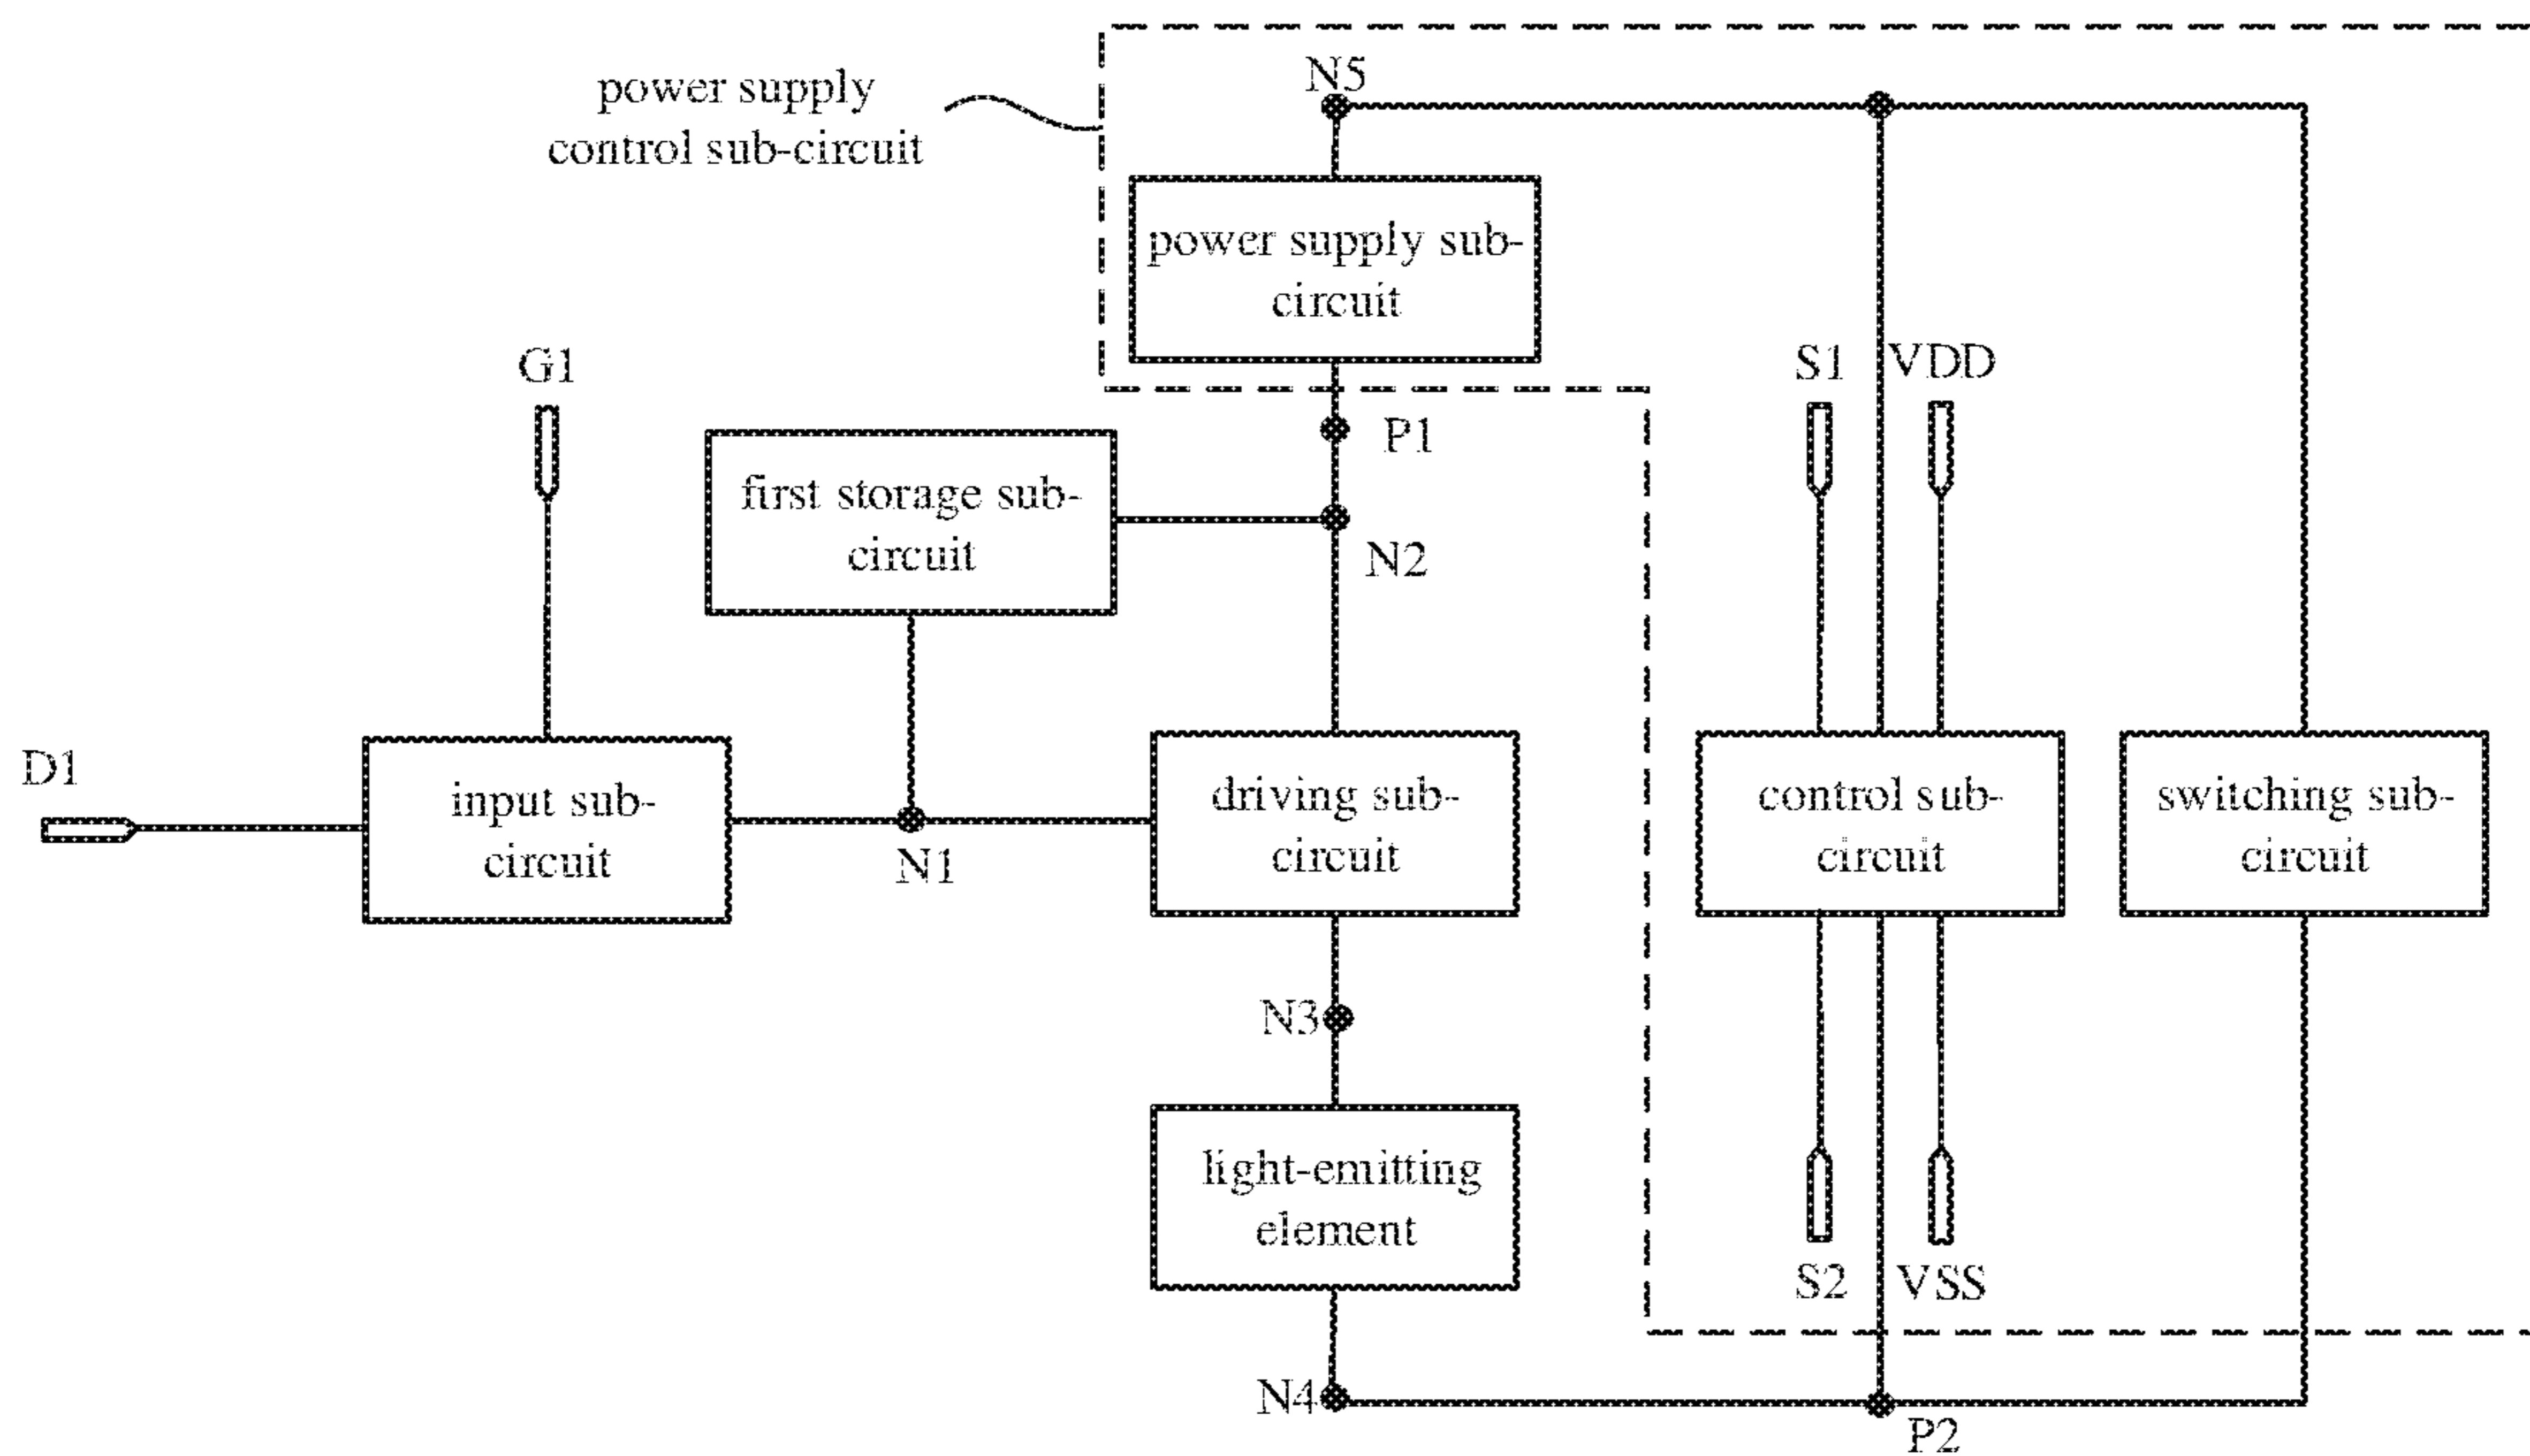 N5
power supply
control sub-circuit
power supply sub-
circuit
G1
S1
VDD
P1
first storage sub-
circuit
N2
D1
input sub-
circuit
N1
driving sub-
circuit
control sub-
circuit
switching sub-
circuit
N3
light-emitting
element
S2
VSS
N4
P2